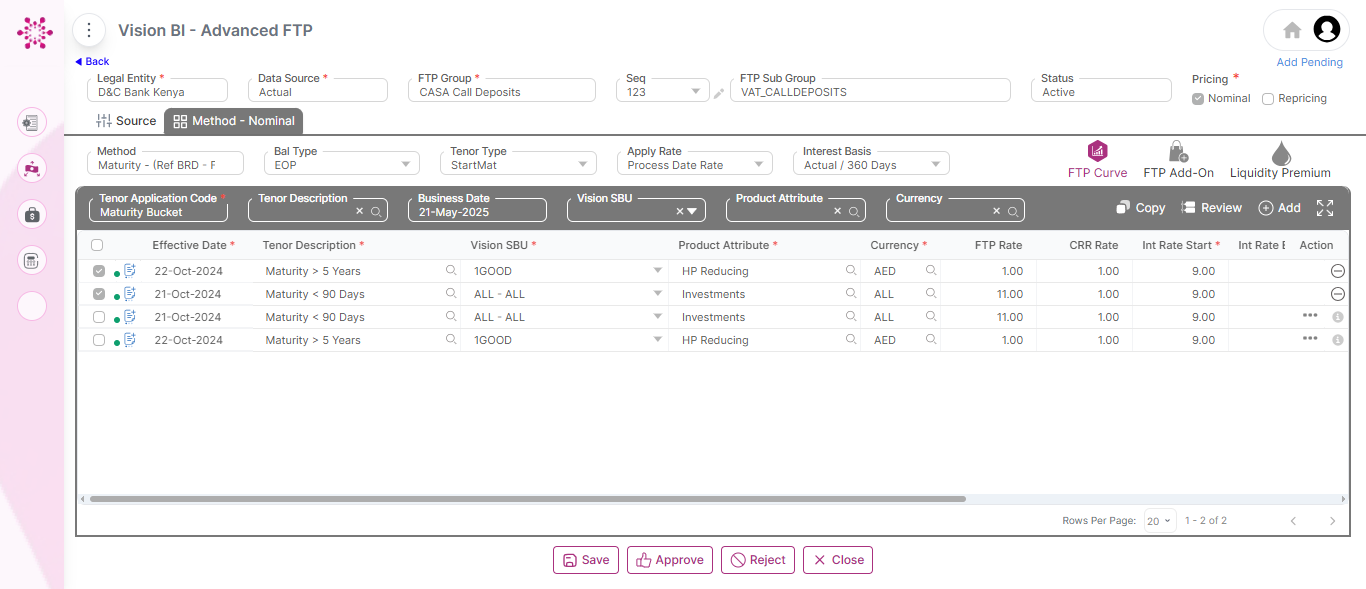 Vision BI - Advanced FTP
Back
Add Pending
Legal Entity * Data Source * FTP Group * Seq FTP Sub Group Status Pricing *
D&C Bank Kenya Actual CASA Call Deposits 123 VAT_CALLDEPOSITS Active Nominal Repricing
Source Method - Nominal
Method Bal Type Tenor Type Apply Rate Interest Basis
Maturity - (Ref BRD - F EOP StartMat Process Date Rate Actual / 360 Days FTP Curve FTP Add-On Liquidity Premium
Tenor Application Code * Tenor Description Business Date Vision SBU Product Attribute Currency
Maturity Bucket 21-May-2025 Copy Review Add
Effective Date * Tenor Description * Vision SBU * Product Attribute * Currency * FTP Rate CRR Rate Int Rate Start * Int Rate E Action
22-Oct-2024 Maturity > 5 Years 1GOOD HP Reducing AED 1.00 1.00 9.00
21-Oct-2024 Maturity < 90 Days ALL - ALL Investments ALL 11.00 1.00 9.00
21-Oct-2024 Maturity < 90 Days ALL - ALL Investments ALL 11.00 1.00 9.00
22-Oct-2024 Maturity > 5 Years 1GOOD HP Reducing AED 1.00 1.00 9.00
Rows Per Page: 20 1 - 2 of 2
Save Approve Reject Close